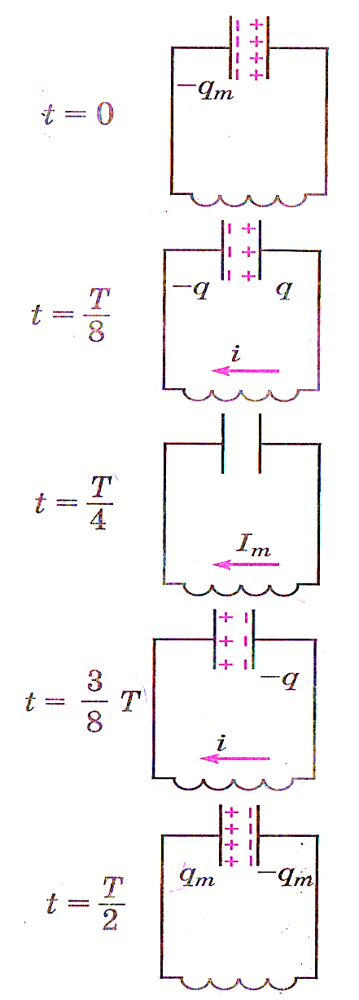 t = 0
−q_m
t = T/8
−q q
i
t = T/4
I_m
t = 3/8 T
−q
i
t = T/2
q_m −q_m